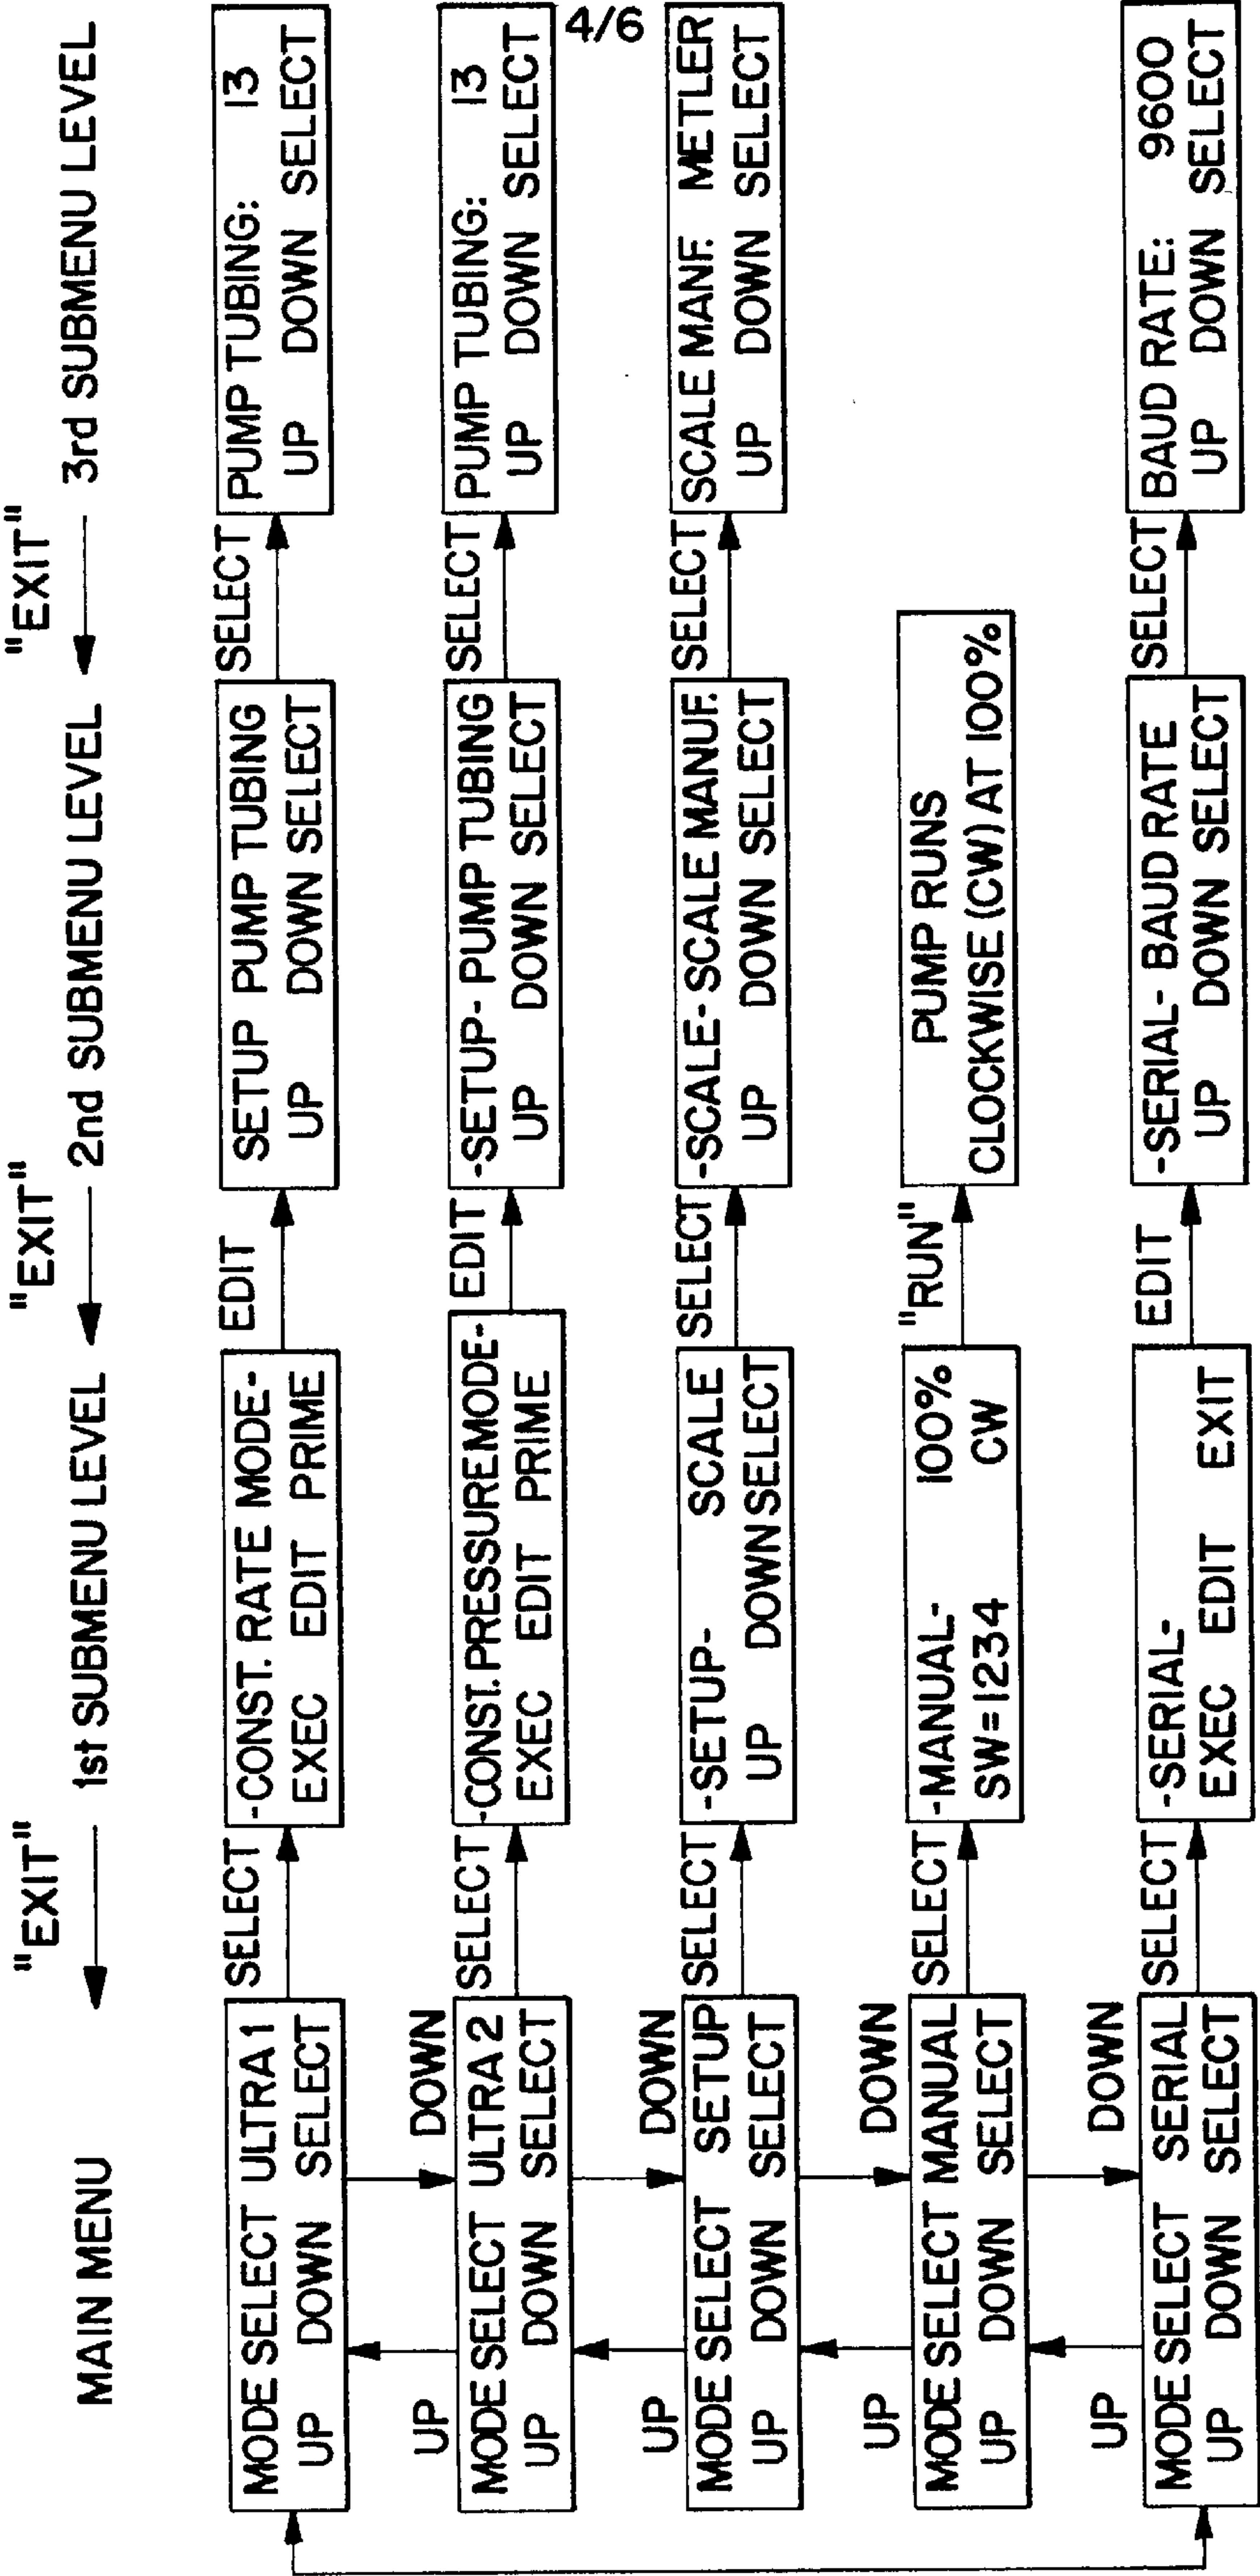 4/6
"EXIT"
"EXIT"
"EXIT"
MAIN MENU
1st SUBMENU LEVEL
2nd SUBMENU LEVEL
3rd SUBMENU LEVEL
MODE SELECT ULTRA 1
UP DOWN SELECT
SELECT
-CONST. RATE MODE-
EXEC EDIT PRIME
EDIT
SETUP PUMP TUBING
UP DOWN SELECT
SELECT
PUMP TUBING: 13
UP DOWN SELECT
UP
DOWN
MODE SELECT ULTRA 2
UP DOWN SELECT
SELECT
-CONST. PRESSURE MODE-
EXEC EDIT PRIME
EDIT
-SETUP- PUMP TUBING
UP DOWN SELECT
SELECT
PUMP TUBING: 13
UP DOWN SELECT
UP
DOWN
MODE SELECT SETUP
UP DOWN SELECT
SELECT
-SETUP- SCALE
UP DOWN SELECT
SELECT
-SCALE- SCALE MANUF.
UP DOWN SELECT
SELECT
SCALE MANF. METLER
UP DOWN SELECT
UP
DOWN
MODE SELECT MANUAL
UP DOWN SELECT
SELECT
-MANUAL- 100%
SW=1234 CW
"RUN"
PUMP RUNS
CLOCKWISE (CW) AT 100%
UP
DOWN
MODE SELECT SERIAL
UP DOWN SELECT
SELECT
-SERIAL-
EXEC EDIT EXIT
EDIT
-SERIAL- BAUD RATE
UP DOWN SELECT
SELECT
BAUD RATE: 9600
UP DOWN SELECT